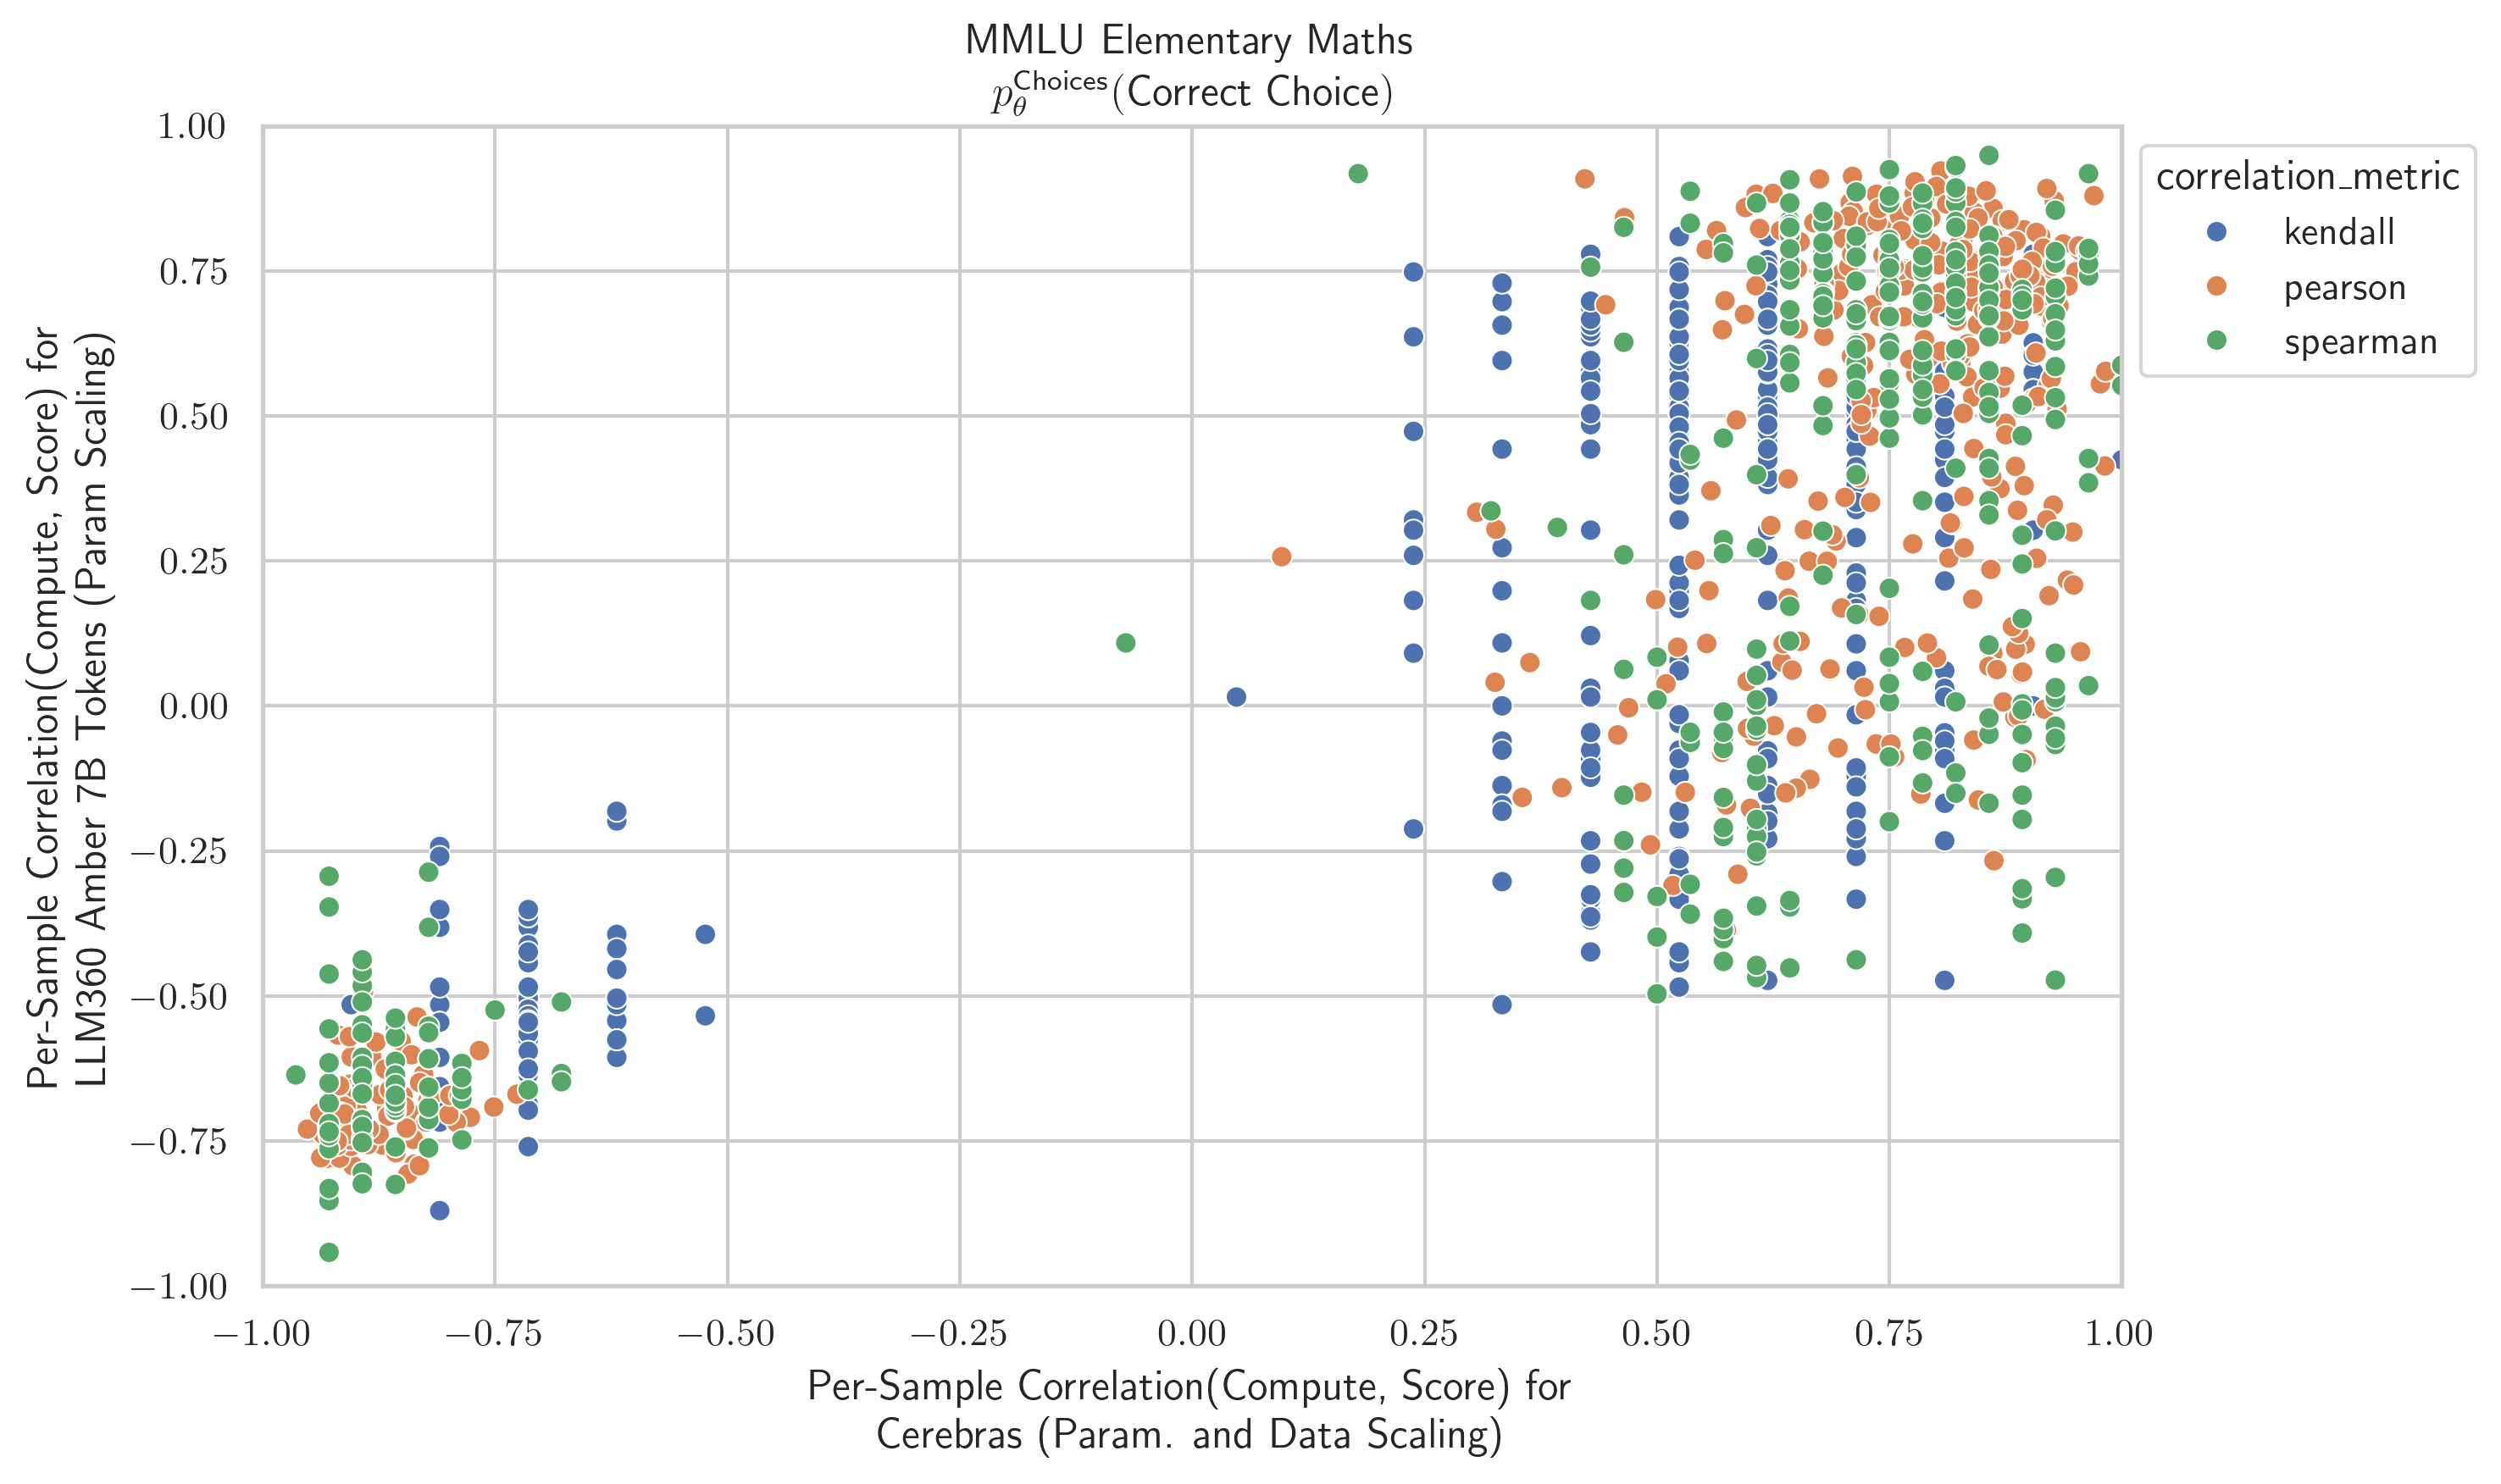 MMLU Elementary Maths
p_θ^Choices(Correct Choice)
1.00
0.75
0.50
0.25
0.00
−0.25
−0.50
−0.75
−1.00
Per-Sample Correlation(Compute, Score) for
LLM360 Amber 7B Tokens (Param Scaling)
−1.00 −0.75 −0.50 −0.25 0.00 0.25 0.50 0.75 1.00
Per-Sample Correlation(Compute, Score) for
Cerebras (Param. and Data Scaling)
correlation_metric
kendall
pearson
spearman